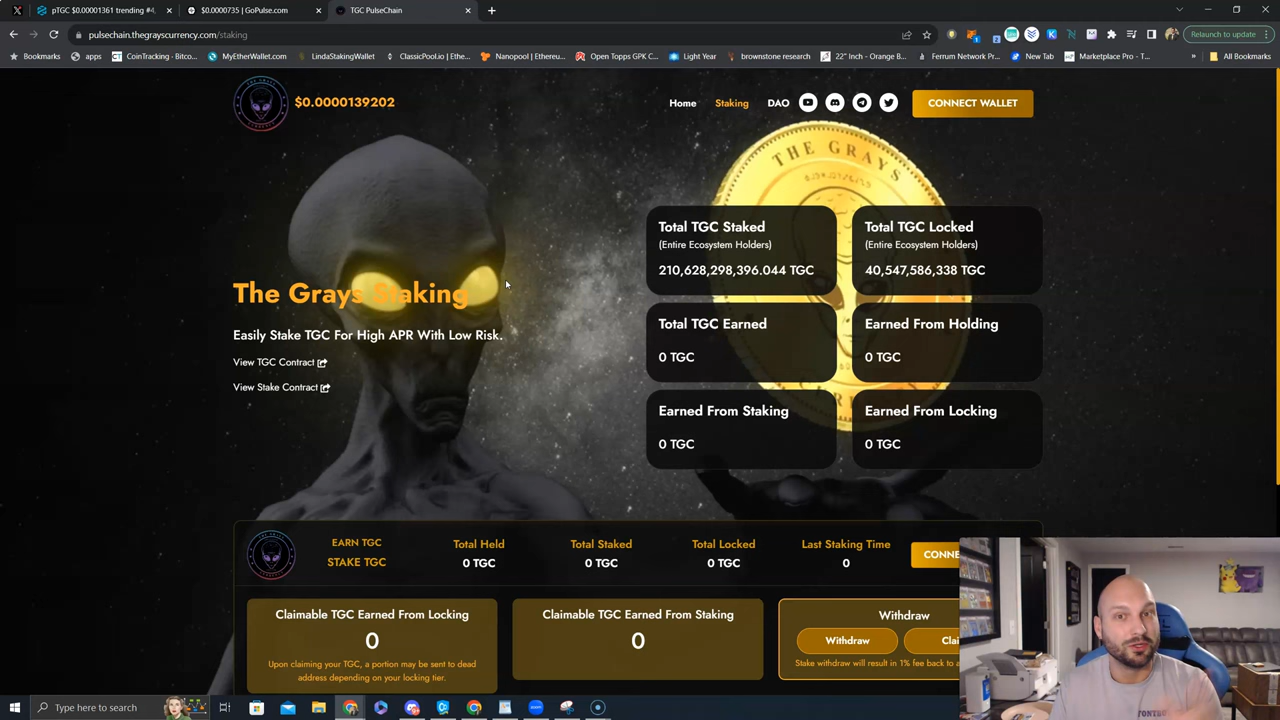 pTGC $0.00001361 trending #4,
$0.0000735 | GoPulse.com
TGC PulseChain
pulsechain.thegrayscurrency.com/staking
Relaunch to update
Bookmarks
apps
CoinTracking - Bitco...
MyEtherWallet.com
LindaStakingWallet
ClassicPool.io | Ethe...
Nanopool | Ethereu...
Open Topps GPK C...
Light Year
brownstone research
22" Inch - Orange B...
Ferrum Network Pr...
New Tab
Marketplace Pro - T...
All Bookmarks
$0.0000139202
Home
Staking
DAO
CONNECT WALLET
THE GRAYS
The Grays Staking
Easily Stake TGC For High APR With Low Risk.
View TGC Contract
View Stake Contract
Total TGC Staked
(Entire Ecosystem Holders)
210,628,298,396.044 TGC
Total TGC Locked
(Entire Ecosystem Holders)
40,547,586,338 TGC
Total TGC Earned
0 TGC
Earned From Holding
0 TGC
Earned From Staking
0 TGC
Earned From Locking
0 TGC
EARN TGC
STAKE TGC
Total Held
0 TGC
Total Staked
0 TGC
Total Locked
0 TGC
Last Staking Time
0
CONNE
Claimable TGC Earned From Locking
0
Upon claiming your TGC, a portion may be sent to dead
address depending on your locking tier.
Claimable TGC Earned From Staking
0
Withdraw
Withdraw
Clai
Stake withdraw will result in 1% fee back to a
Type here to search